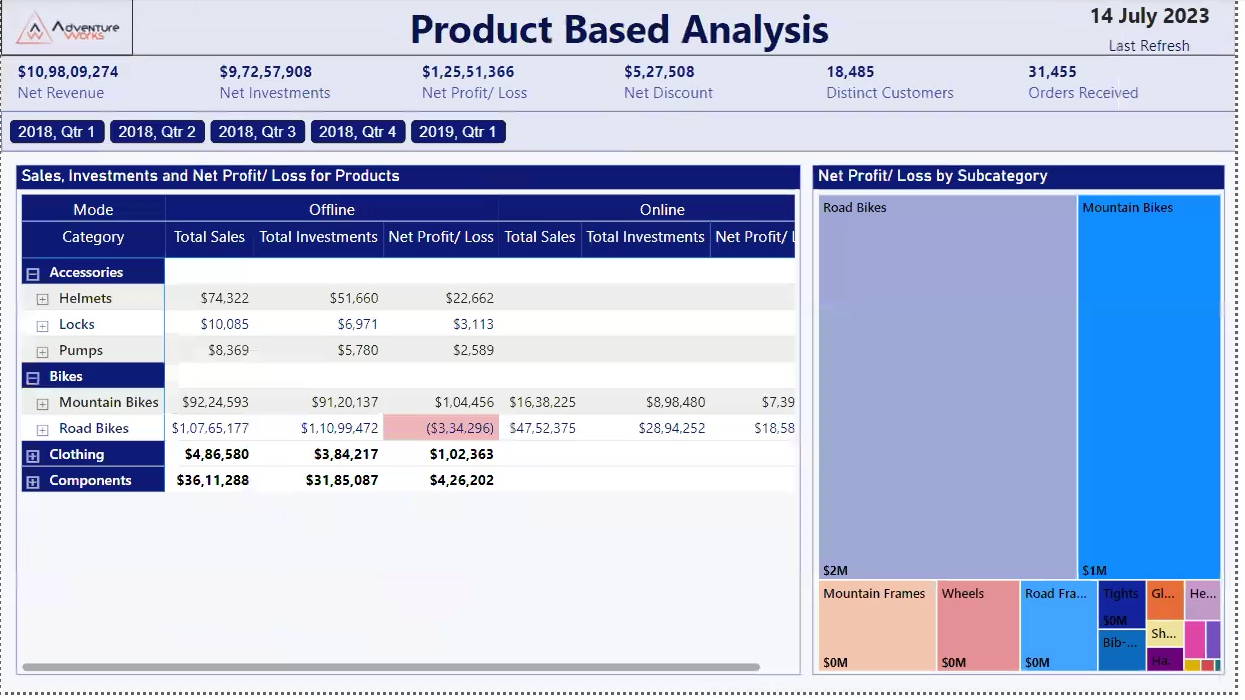 Adventure Works
Product Based Analysis
14 July 2023
Last Refresh
$10,98,09,274 $9,72,57,908 $1,25,51,366 $5,27,508 18,485 31,455
Net Revenue Net Investments Net Profit/ Loss Net Discount Distinct Customers Orders Received
2018, Qtr 1 2018, Qtr 2 2018, Qtr 3 2018, Qtr 4 2019, Qtr 1
Sales, Investments and Net Profit/ Loss for Products
Mode Offline Online
Category Total Sales Total Investments Net Profit/ Loss Total Sales Total Investments Net Profit/ L
Accessories
Helmets $74,322 $51,660 $22,662
Locks $10,085 $6,971 $3,113
Pumps $8,369 $5,780 $2,589
Bikes
Mountain Bikes $92,24,593 $91,20,137 $1,04,456 $16,38,225 $8,98,480 $7,39
Road Bikes $1,07,65,177 $1,10,99,472 ($3,34,296) $47,52,375 $28,94,252 $18,58
Clothing $4,86,580 $3,84,217 $1,02,363
Components $36,11,288 $31,85,087 $4,26,202
Net Profit/ Loss by Subcategory
Road Bikes Mountain Bikes
$2M $1M
Mountain Frames Wheels Road Fra... Tights Gl... He...
$0M
Sh...
Bib-...
Ha...
$0M $0M $0M